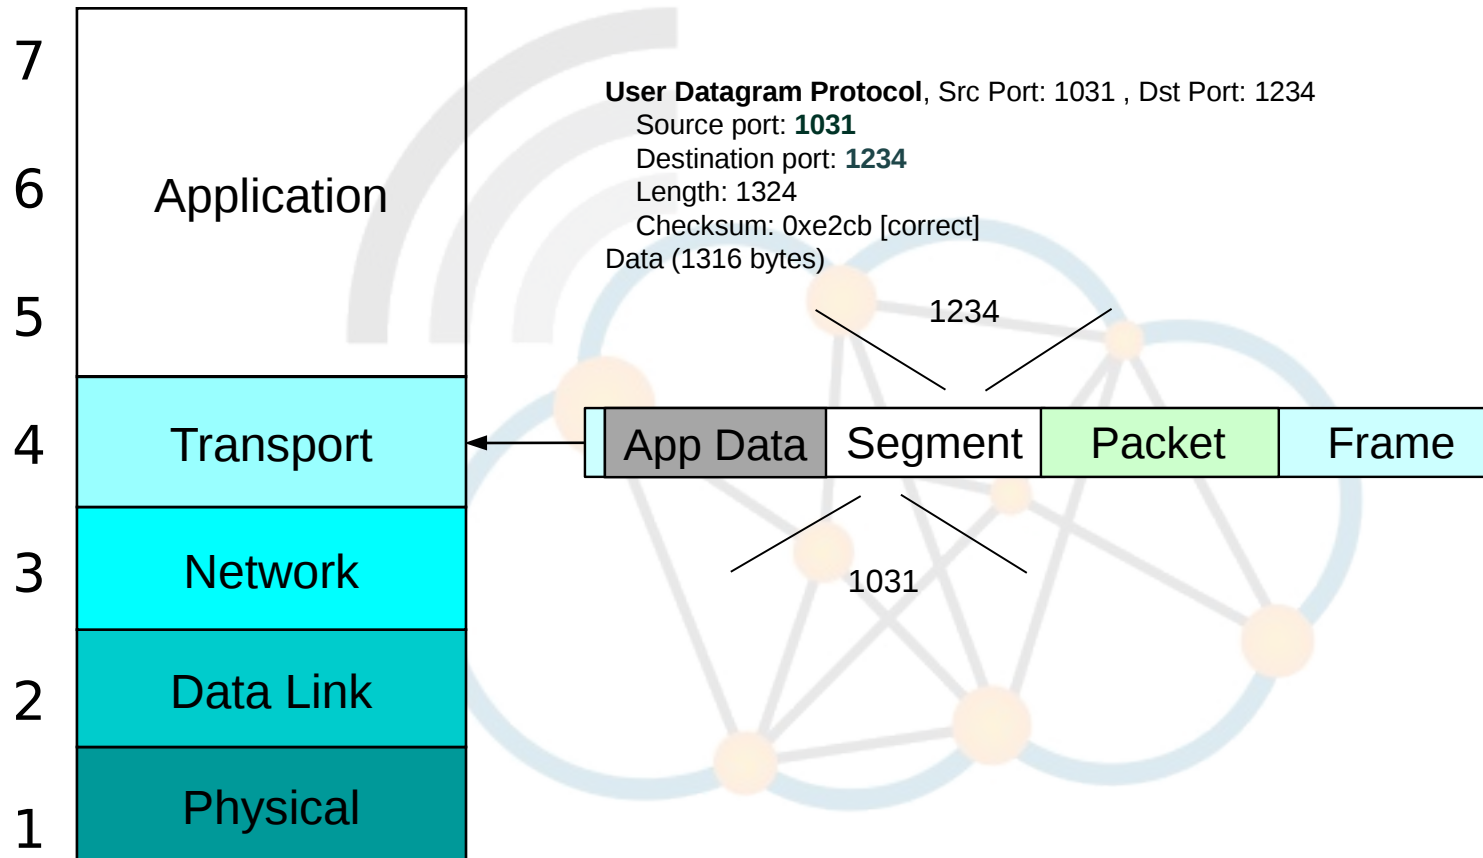 7
6
5
4
3
2
1
Application
Transport
Network
Data Link
Physical
User Datagram Protocol, Src Port: 1031 , Dst Port: 1234
Source port: 1031
Destination port: 1234
Length: 1324
Checksum: 0xe2cb [correct]
Data (1316 bytes)
1234
App Data Segment Packet Frame
1031